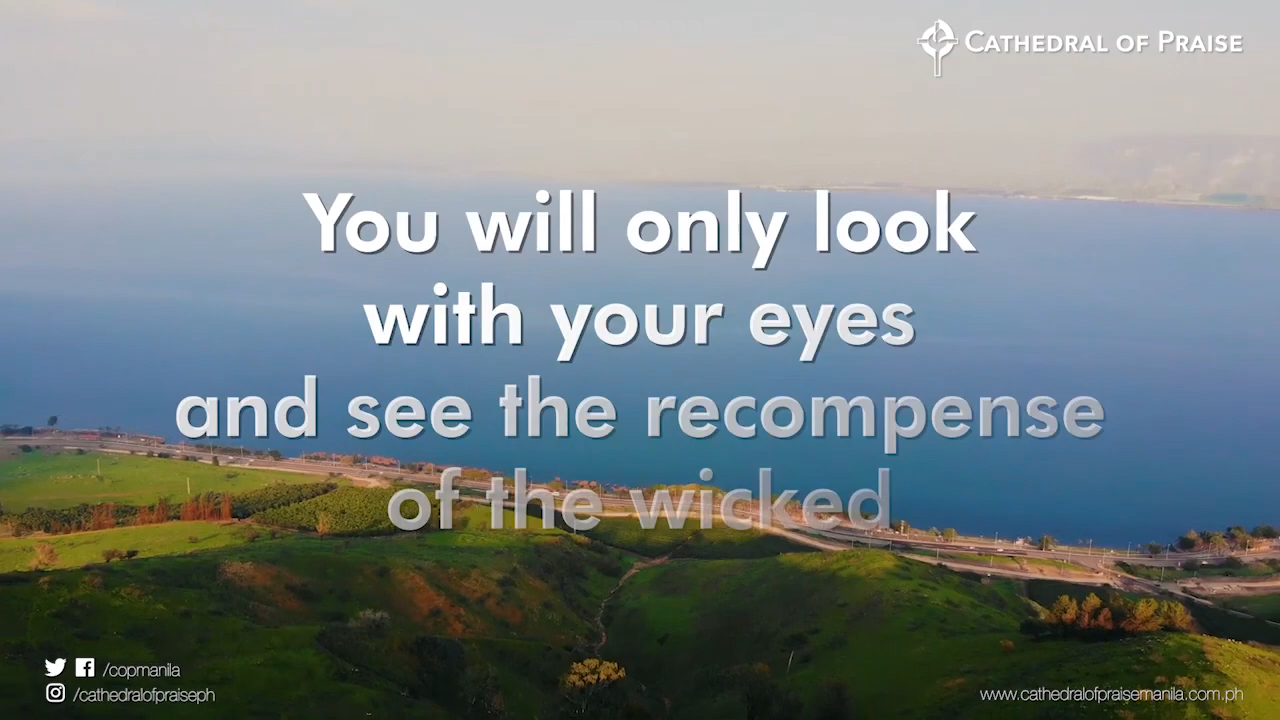 CATHEDRAL OF PRAISE
You will only look
with your eyes
and see the recompense
of the wicked
/copmanila
/cathedralofpraiseph
www.cathedralofpraisemanila.com.ph